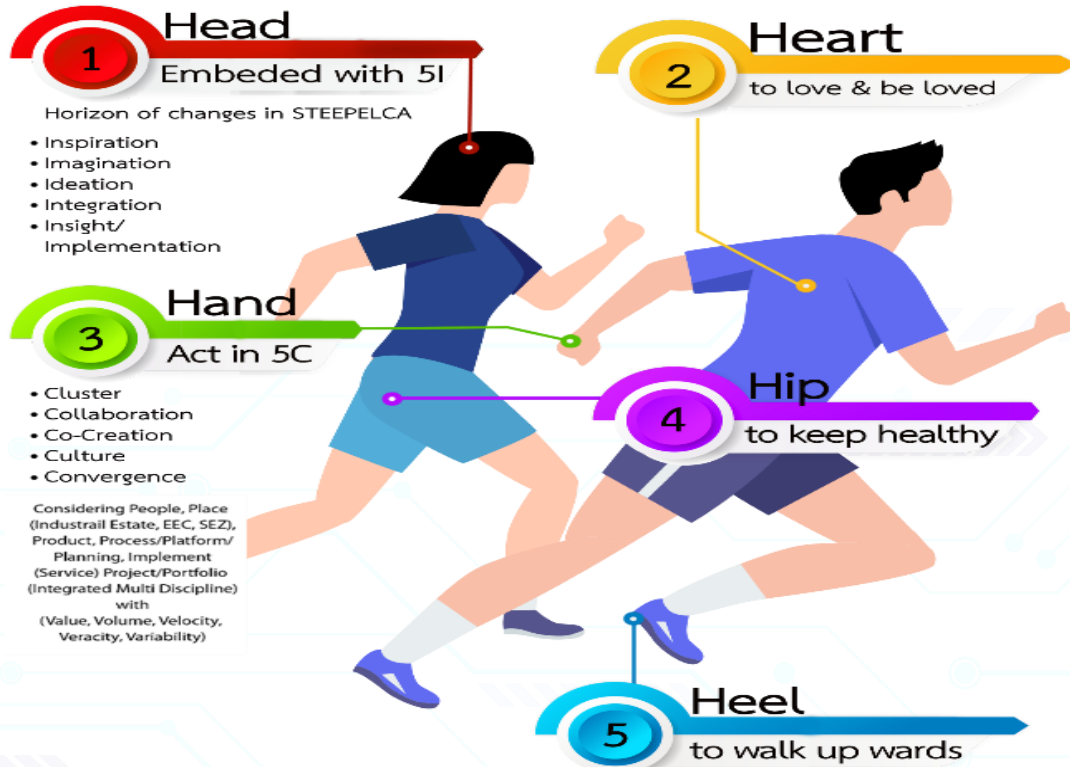 1
Head
Embeded with 5I
Horizon of changes in STEEPELCA
• Inspiration
• Imagination
• Ideation
• Integration
• Insight/
Implementation
2
Heart
to love & be loved
3
Hand
Act in 5C
• Cluster
• Collaboration
• Co-Creation
• Culture
• Convergence
Considering People, Place
(Industrail Estate, EEC, SEZ),
Product, Process/Platform/
Planning, Implement
(Service) Project/Portfolio
(Integrated Multi Discipline)
with
(Value, Volume, Velocity,
Veracity, Variability)
4
Hip
to keep healthy
5
Heel
to walk up wards